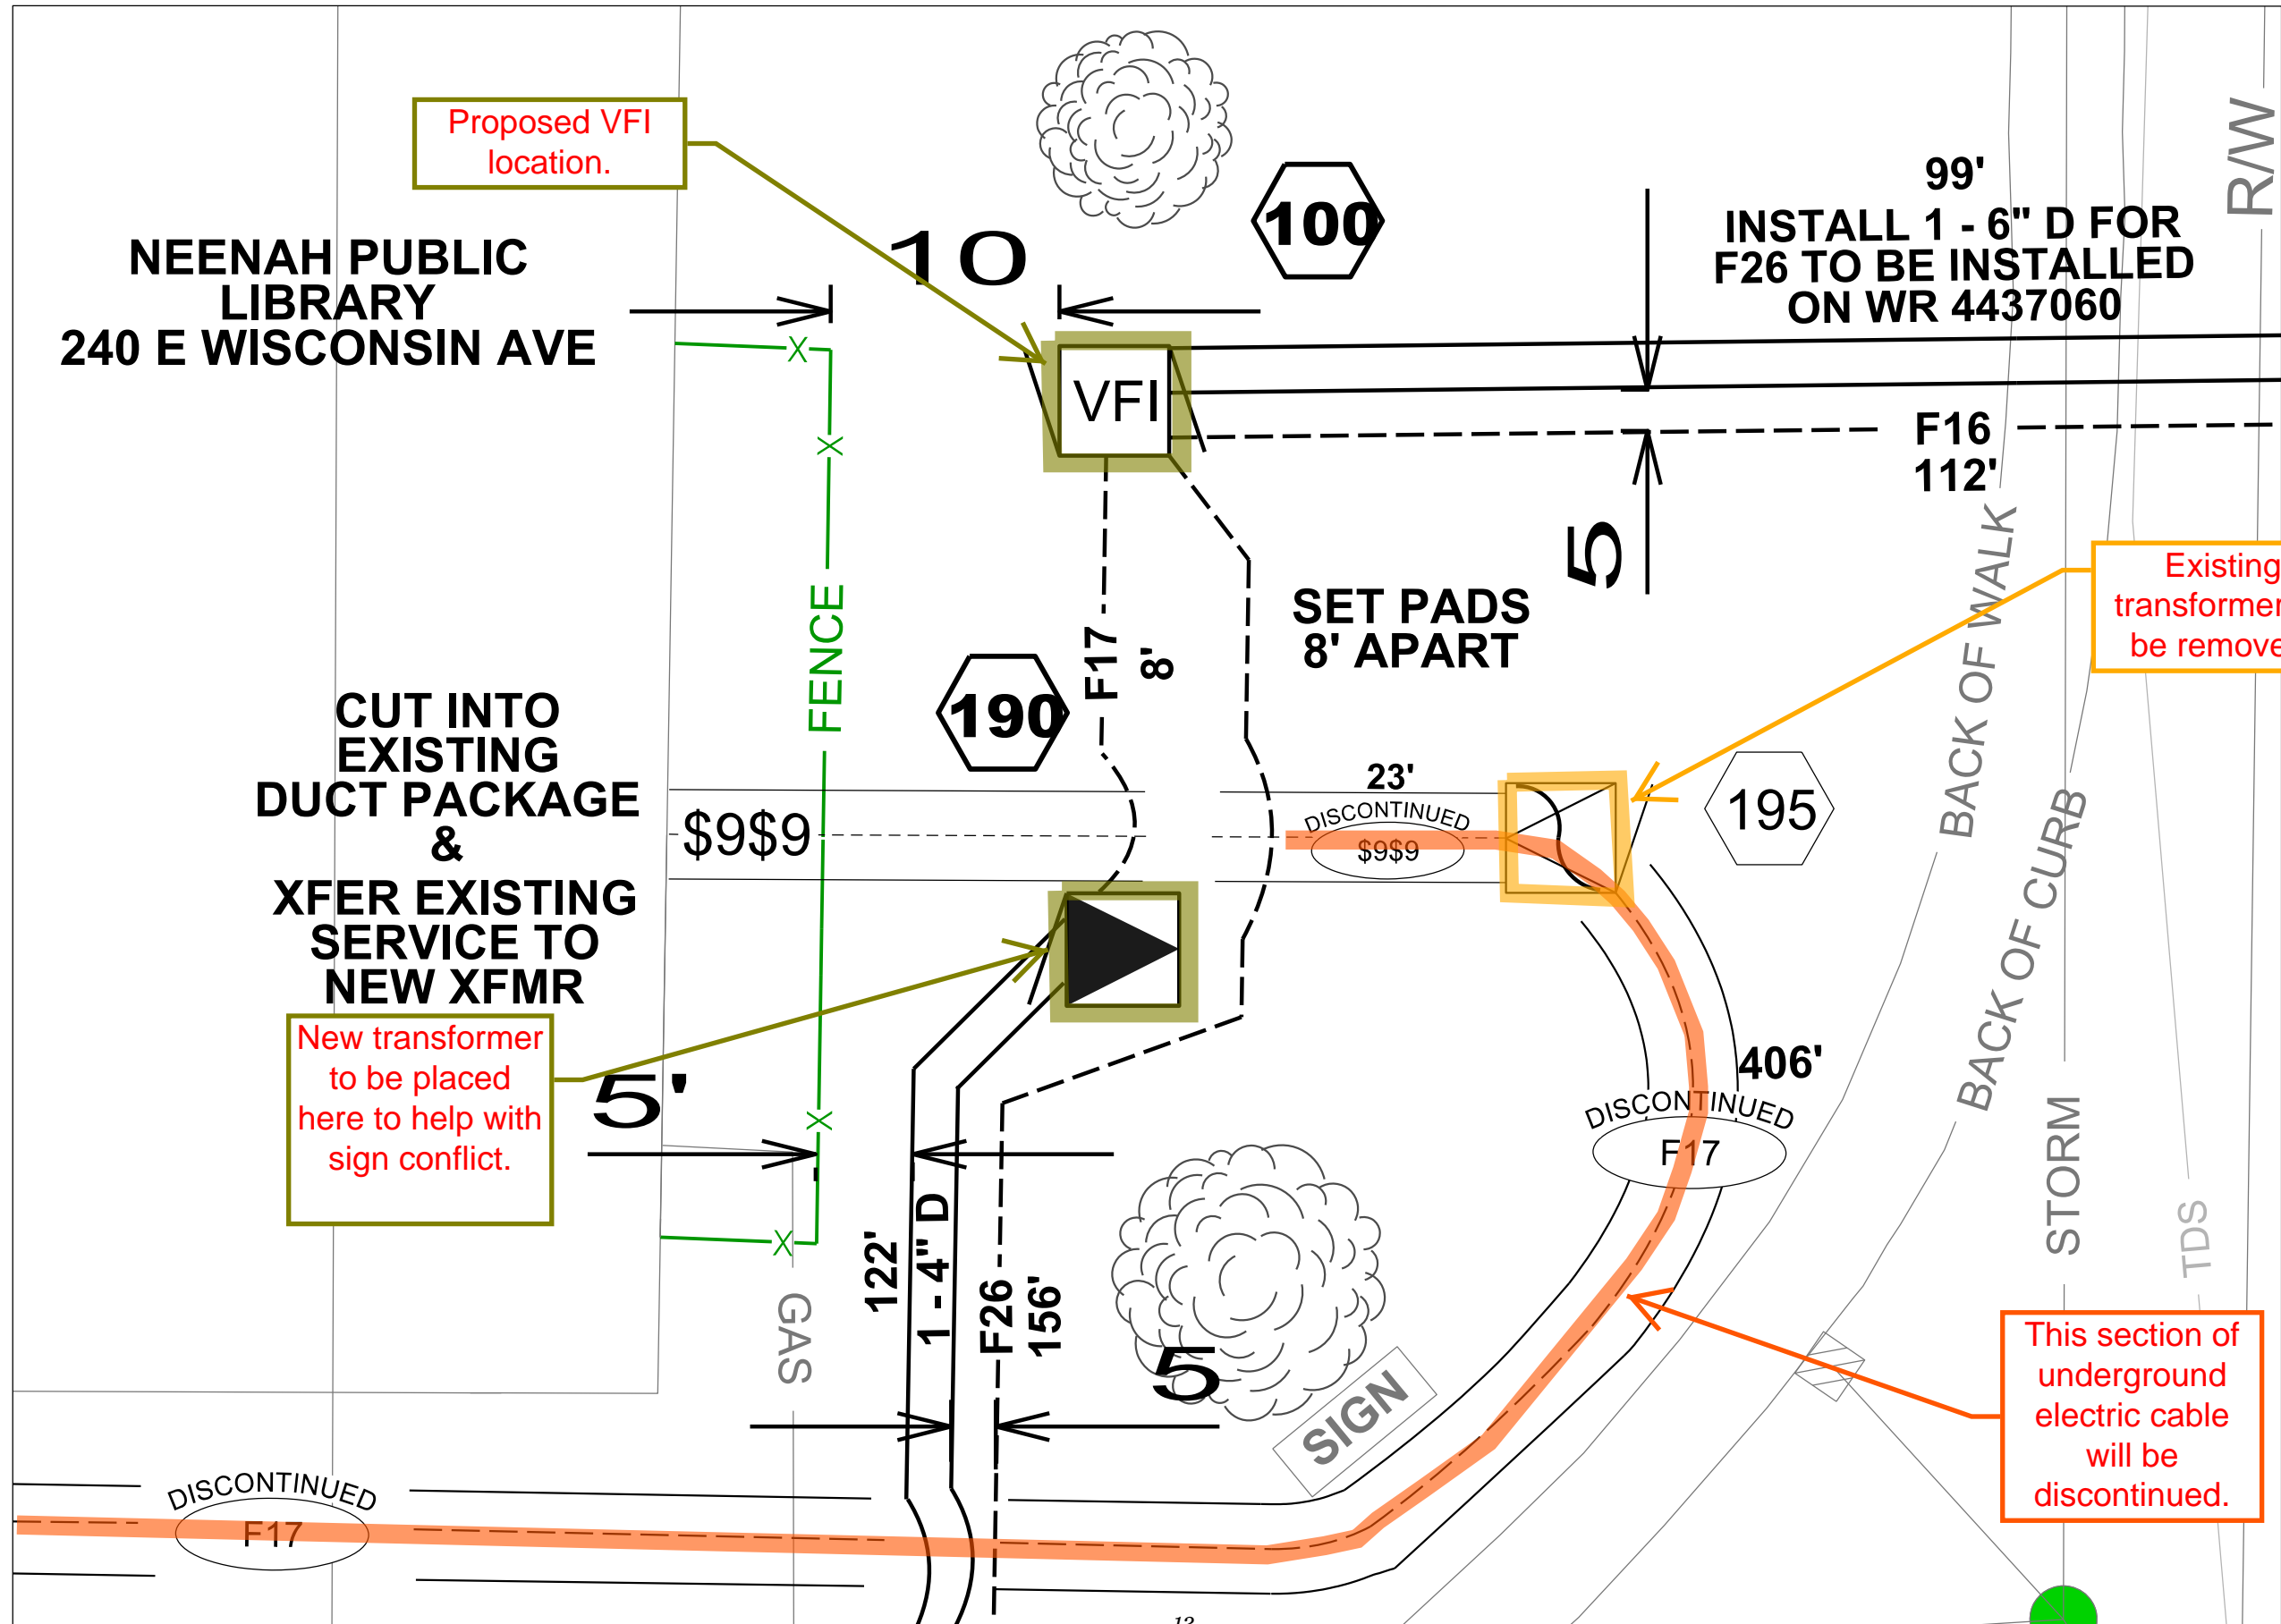 Proposed VFI
location.
NEENAH PUBLIC
LIBRARY
240 E WISCONSIN AVE
10
100
99'
INSTALL 1 - 6" D FOR
F26 TO BE INSTALLED
ON WR 4437060
R/W
X
X
VFI
F16
112'
5
BACK OF WALK
Existing
FENCE
F17
8'
SET PADS
8' APART
190
CUT INTO
EXISTING
DUCT PACKAGE
&
XFER EXISTING
SERVICE TO
NEW XFMR
$9$9
23'
DISCONTINUED
$9$9
195
BACK OF CURB
New transformer
to be placed
here to help with
sign conflict.
5'
X
X
406'
DISCONTINUED
F17
STORM
TDS
GAS
122'
1 - 4" D
F26
156'
5
SIGN
This section of
underground
electric cable
will be
discontinued.
DISCONTINUED
F17